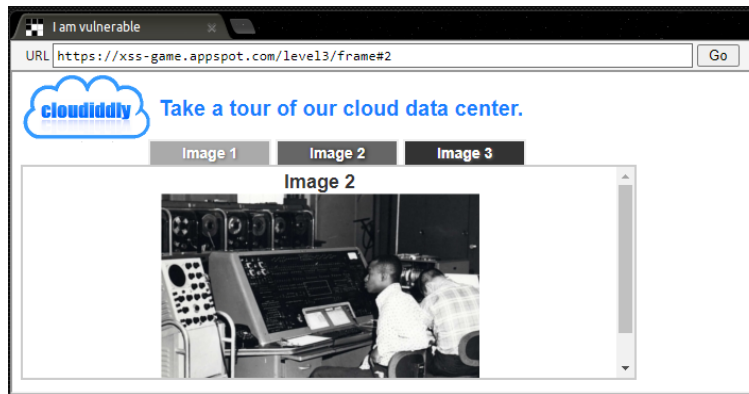 I am vulnerable
URL https://xss-game.appspot.com/level3/frame#2 Go
cloudiddly Take a tour of our cloud data center.
Image 1 Image 2 Image 3
Image 2